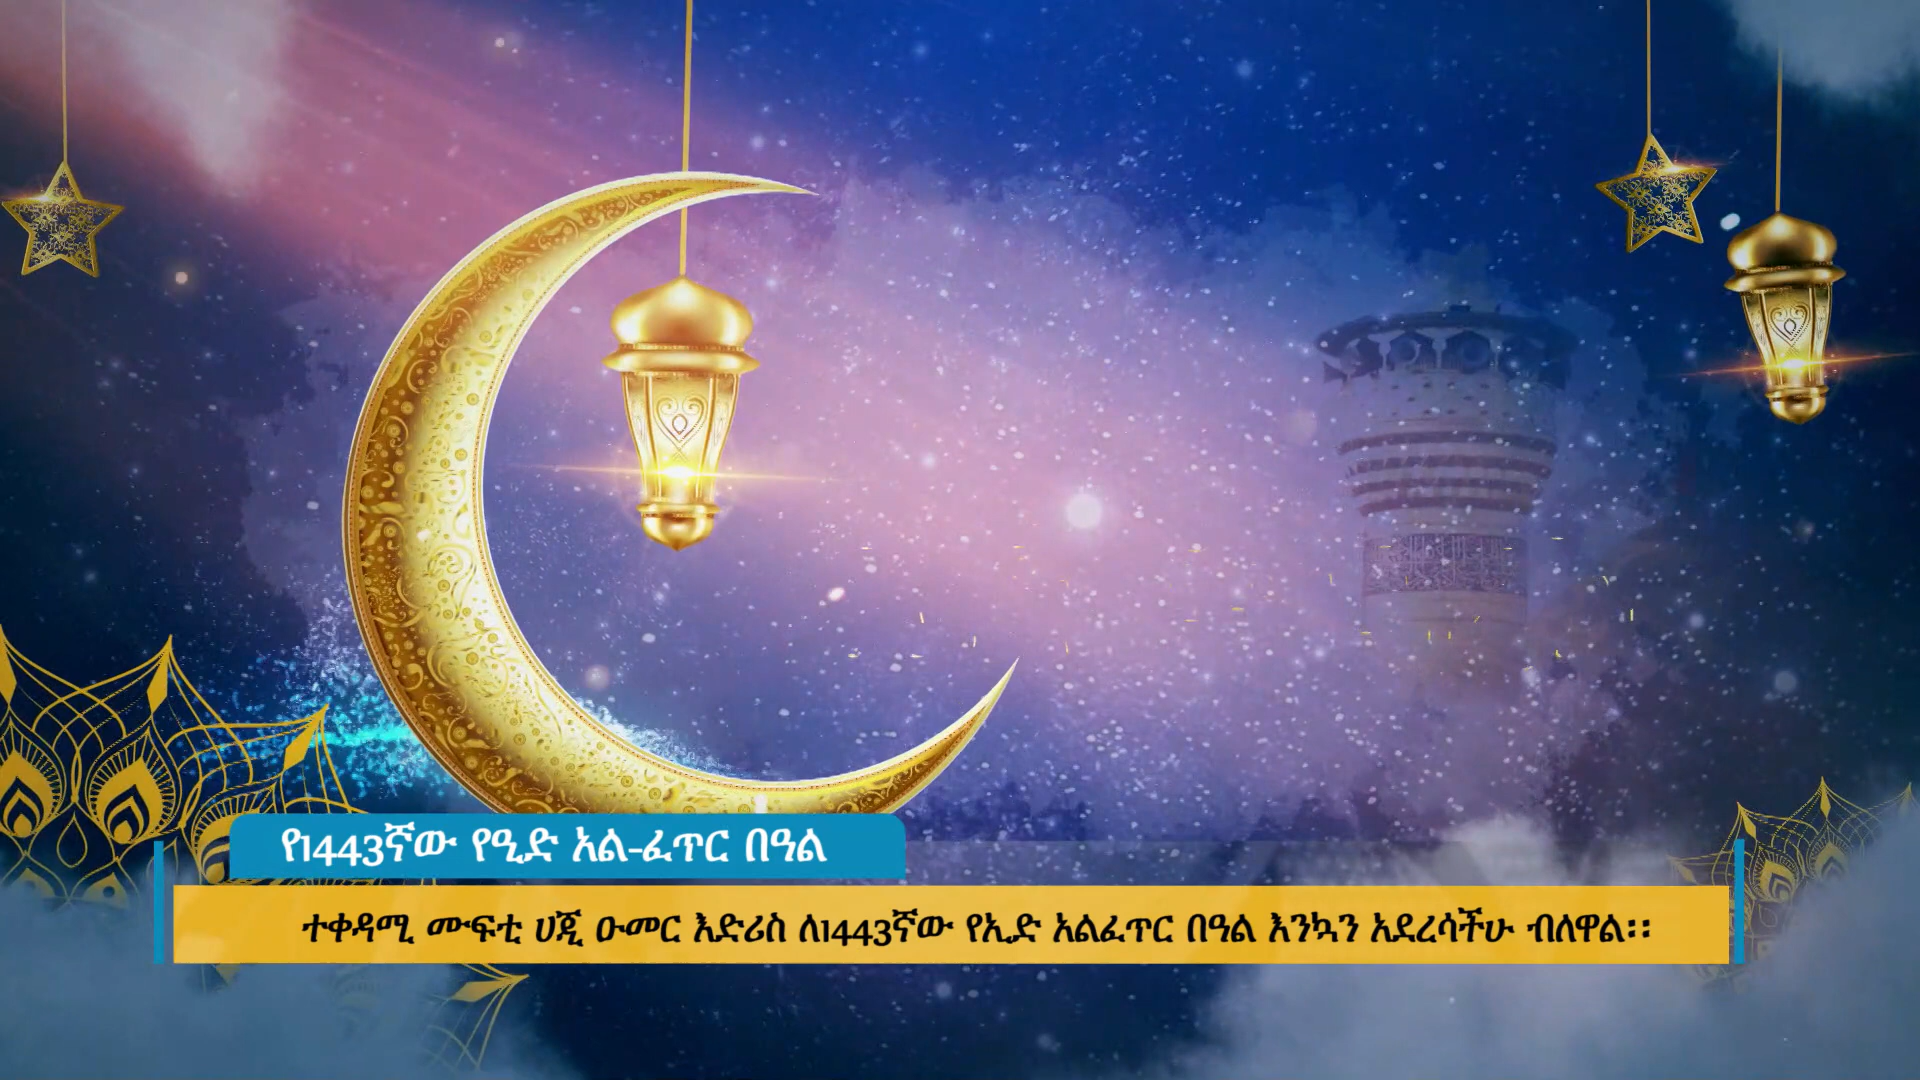 የ1443ኛው የዒድ አል-ፈጥር በዓል
ተቀዳሚ ሙፍቲ ሀጂ ዑመር እድሪስ ለ1443ኛው የኢድ አልፈጥር በዓል እንኳን አደረሳችሁ ብለዋል፡፡